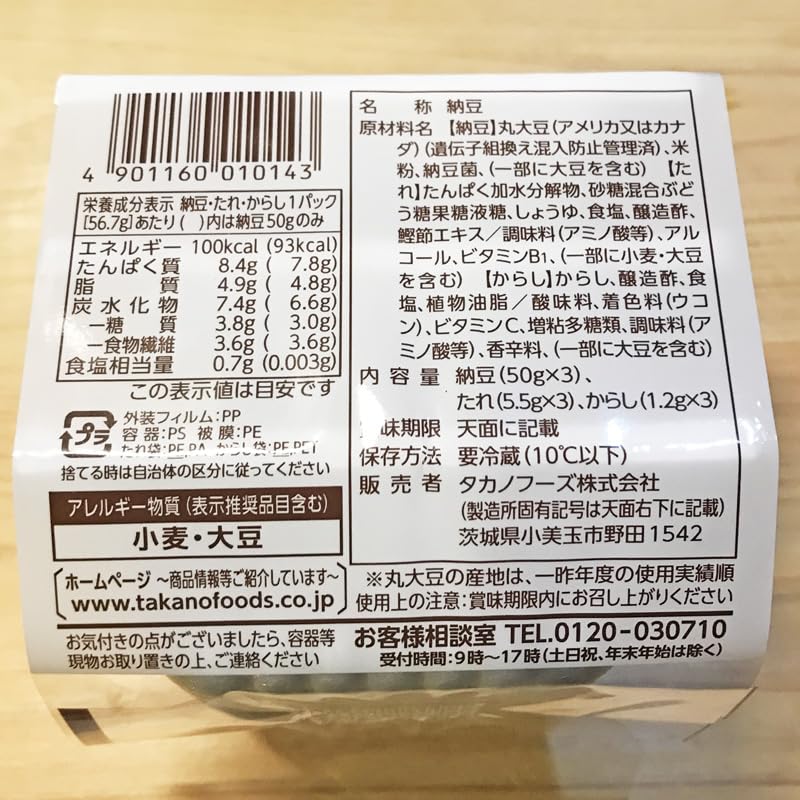 4 901160 010143
栄養成分表示 納豆・たれ・からし1パック
[56.7g]あたり( )内は納豆50gのみ
エネルギー 100kcal (93kcal)
たんぱく質 8.4g ( 7.8g)
脂質 4.9g ( 4.8g)
炭水化物 7.4g ( 6.6g)
ー糖質 3.8g ( 3.0g)
ー食物繊維 3.6g ( 3.6g)
食塩相当量 0.7g (0.003g)
この表示値は目安です
プラ
外装フィルム:PP
容器:PS 被膜:PE
たれ袋:PE,PA からし袋:PE,PET
捨てる時は自治体の区分に従ってください
アレルギー物質(表示推奨品目含む)
小麦・大豆
ホームページ ~商品情報等ご紹介しています~
www.takanofoods.co.jp
お気付きの点がございましたら、容器等
現物お取り置きの上、ご連絡ください
名称 納豆
原材料名 【納豆】丸大豆(アメリカ又はカナ
ダ)(遺伝子組換え混入防止管理済)、米
粉、納豆菌、(一部に大豆を含む) 【た
れ】たんぱく加水分解物、砂糖混合ぶど
う糖果糖液糖、しょうゆ、食塩、醸造酢、
鰹節エキス/調味料(アミノ酸等)、アル
コール、ビタミンB1、(一部に小麦・大豆
を含む) 【からし】からし、醸造酢、食
塩、植物油脂/酸味料、着色料(ウコ
ン)、ビタミンC、増粘多糖類、調味料(ア
ミノ酸等)、香辛料、(一部に大豆を含む)
内容量 納豆(50g×3)、
たれ(5.5g×3)、からし(1.2g×3)
賞味期限 天面に記載
保存方法 要冷蔵(10℃以下)
販売者 タカノフーズ株式会社
(製造所固有記号は天面右下に記載)
茨城県小美玉市野田1542
※丸大豆の産地は、一昨年度の使用実績順
使用上の注意:賞味期限内にお召し上がりください
お客様相談室 TEL.0120-030710
受付時間:9時~17時(土日祝、年末年始は除く)